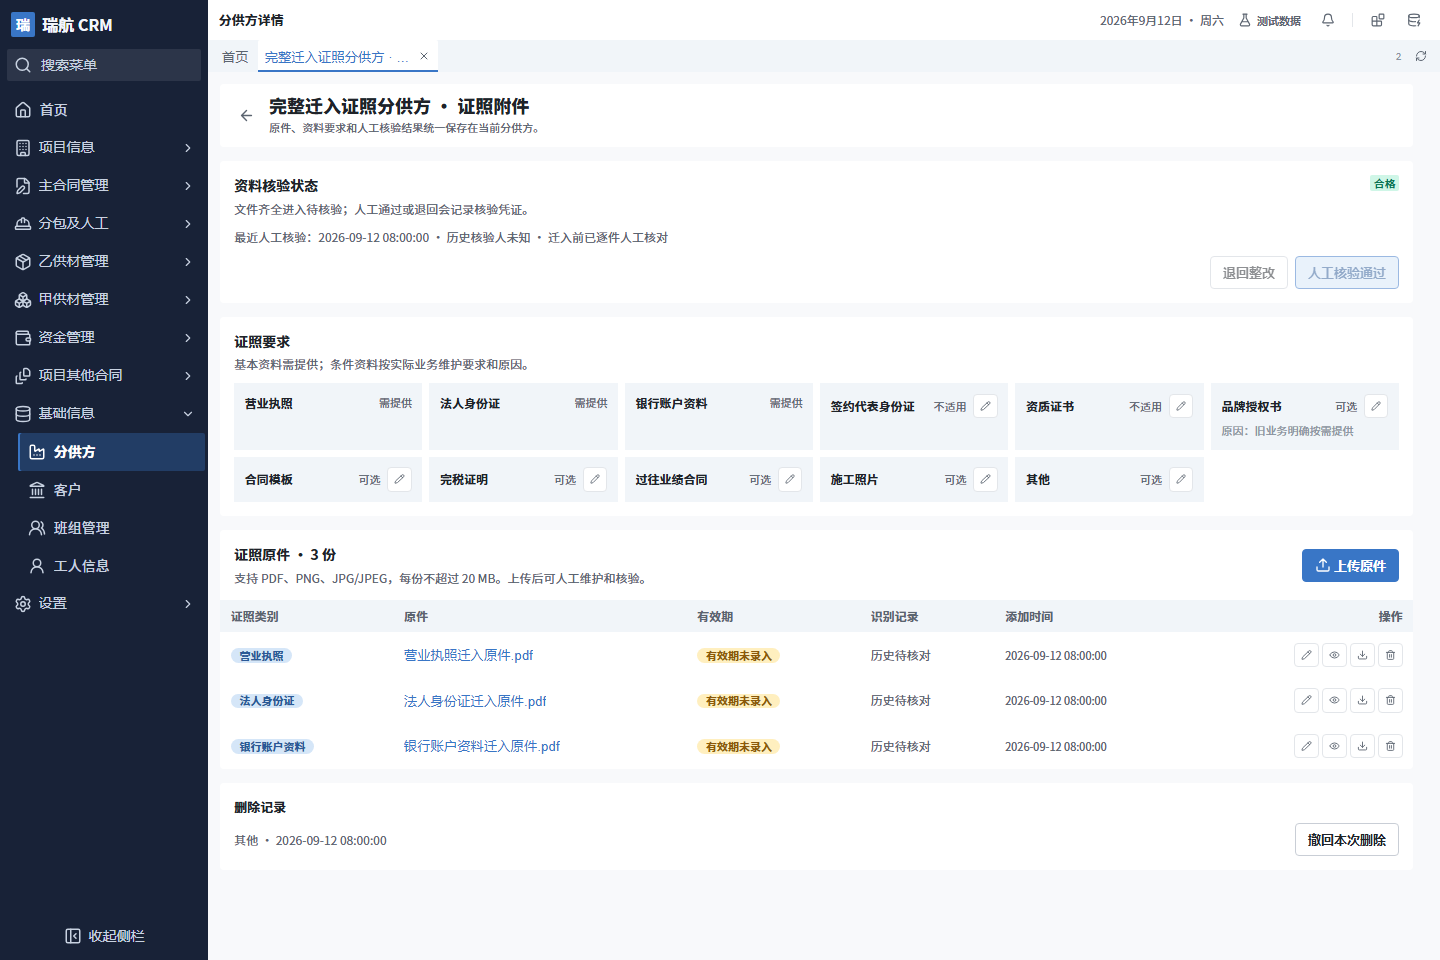 瑞 瑞航 CRM
搜索菜单
首页
项目信息
主合同管理
分包及人工
乙供材管理
甲供材管理
资金管理
项目其他合同
基础信息
分供方
客户
班组管理
工人信息
设置
收起侧栏
分供方详情
2026年9月12日 • 周六 测试数据
首页 完整迁入证照分供方 · … 2
完整迁入证照分供方 • 证照附件
原件、资料要求和人工核验结果统一保存在当前分供方。
资料核验状态 合格
文件齐全进入待核验；人工通过或退回会记录核验凭证。
最近人工核验：2026-09-12 08:00:00 • 历史核验人未知 • 迁入前已逐件人工核对
退回整改 人工核验通过
证照要求
基本资料需提供；条件资料按实际业务维护要求和原因。
营业执照 需提供 法人身份证 需提供 银行账户资料 需提供 签约代表身份证 不适用 资质证书 不适用 品牌授权书 可选
原因：旧业务明确按需提供
合同模板 可选 完税证明 可选 过往业绩合同 可选 施工照片 可选 其他 可选
证照原件 • 3 份
支持 PDF、PNG、JPG/JPEG，每份不超过 20 MB。上传后可人工维护和核验。
上传原件
证照类别 原件 有效期 识别记录 添加时间 操作
营业执照 营业执照迁入原件.pdf 有效期未录入 历史待核对 2026-09-12 08:00:00
法人身份证 法人身份证迁入原件.pdf 有效期未录入 历史待核对 2026-09-12 08:00:00
银行账户资料 银行账户资料迁入原件.pdf 有效期未录入 历史待核对 2026-09-12 08:00:00
删除记录
其他 • 2026-09-12 08:00:00
撤回本次删除